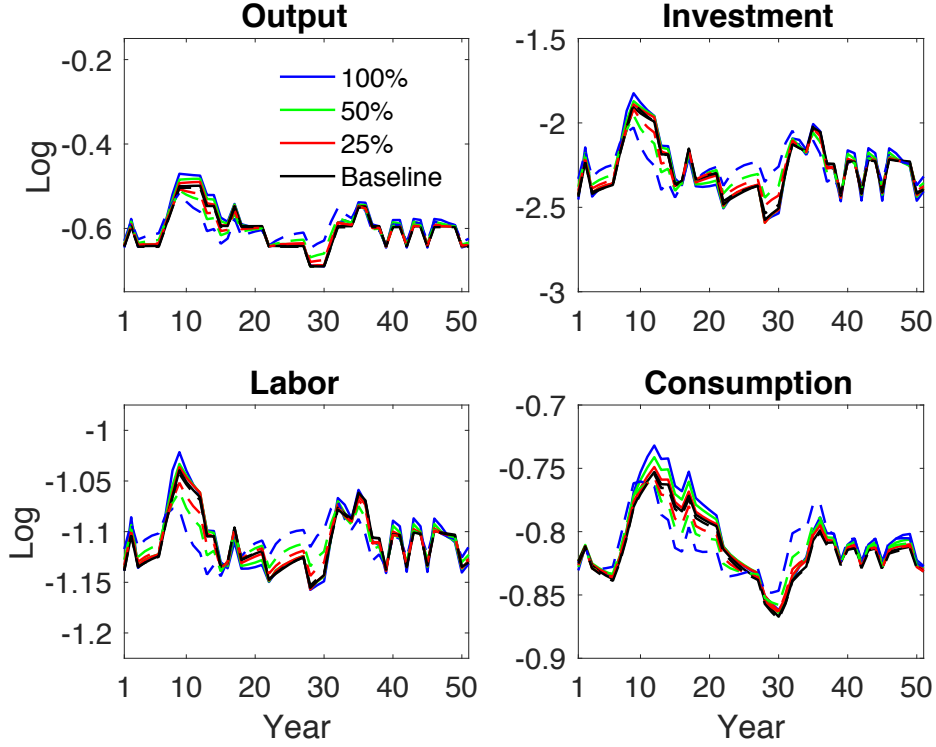 Output
Log
-0.2
-0.4
-0.6
1 10 20 30 40 50
100%
50%
25%
Baseline
Investment
-1.5
-2
-2.5
-3
1 10 20 30 40 50
Labor
Log
-1
-1.05
-1.1
-1.15
-1.2
1 10 20 30 40 50
Year
Consumption
-0.7
-0.75
-0.8
-0.85
-0.9
1 10 20 30 40 50
Year